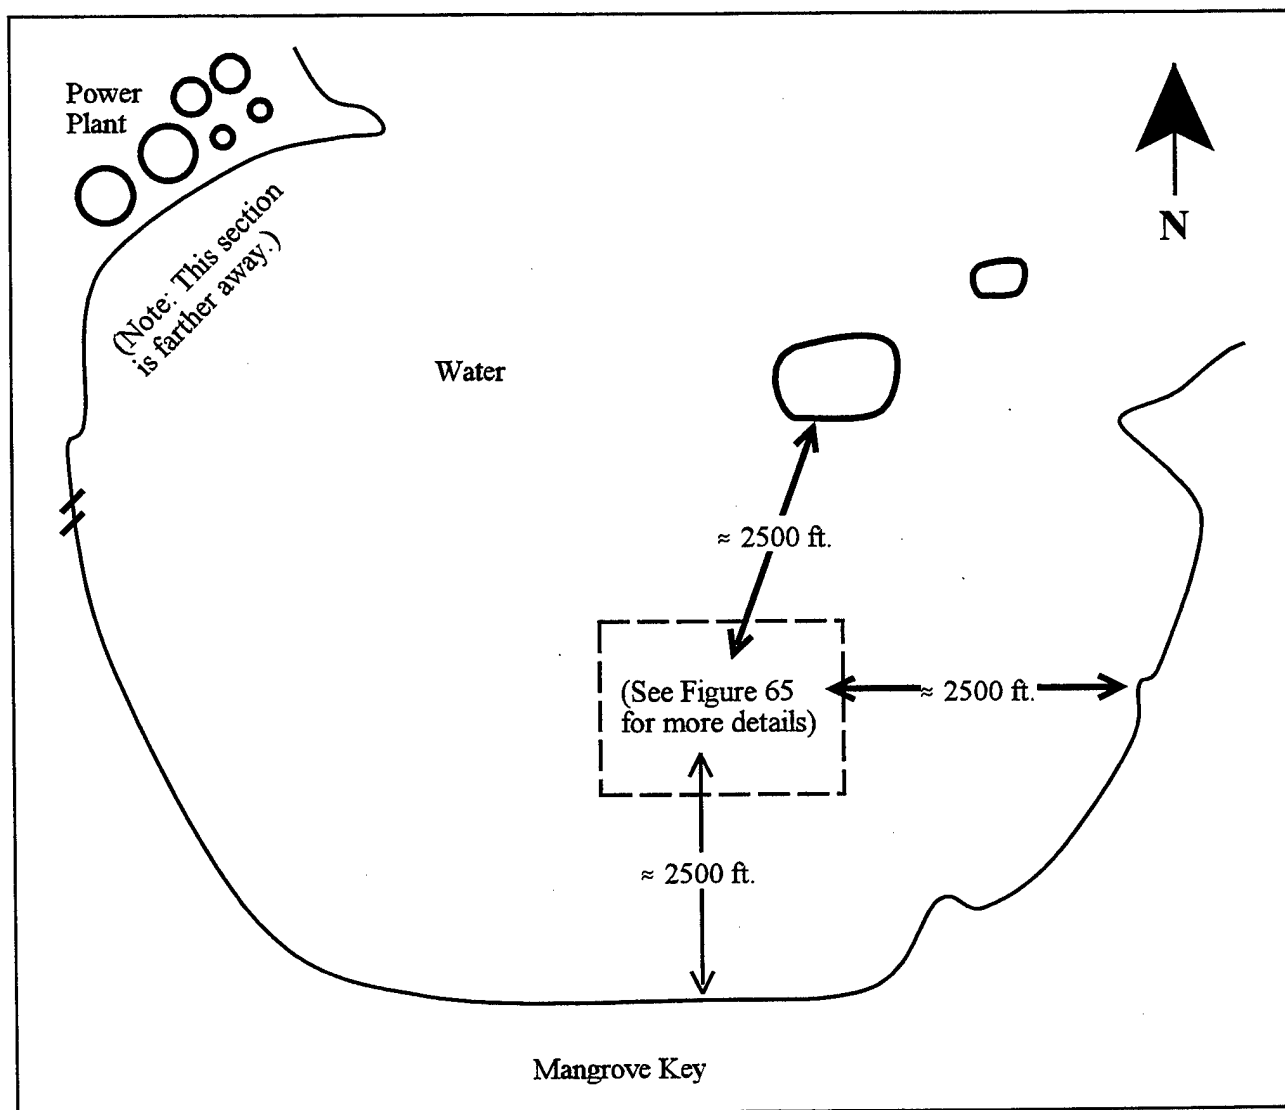 Power
Plant
N
(Note: This section
is farther away.)
Water
≈ 2500 ft.
(See Figure 65
for more details)
≈ 2500 ft.
≈ 2500 ft.
Mangrove Key